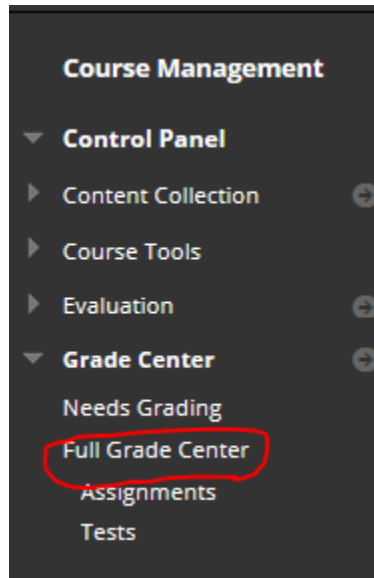 Course Management
Control Panel
Content Collection
Course Tools
Evaluation
Grade Center
Needs Grading
Full Grade Center
Assignments
Tests